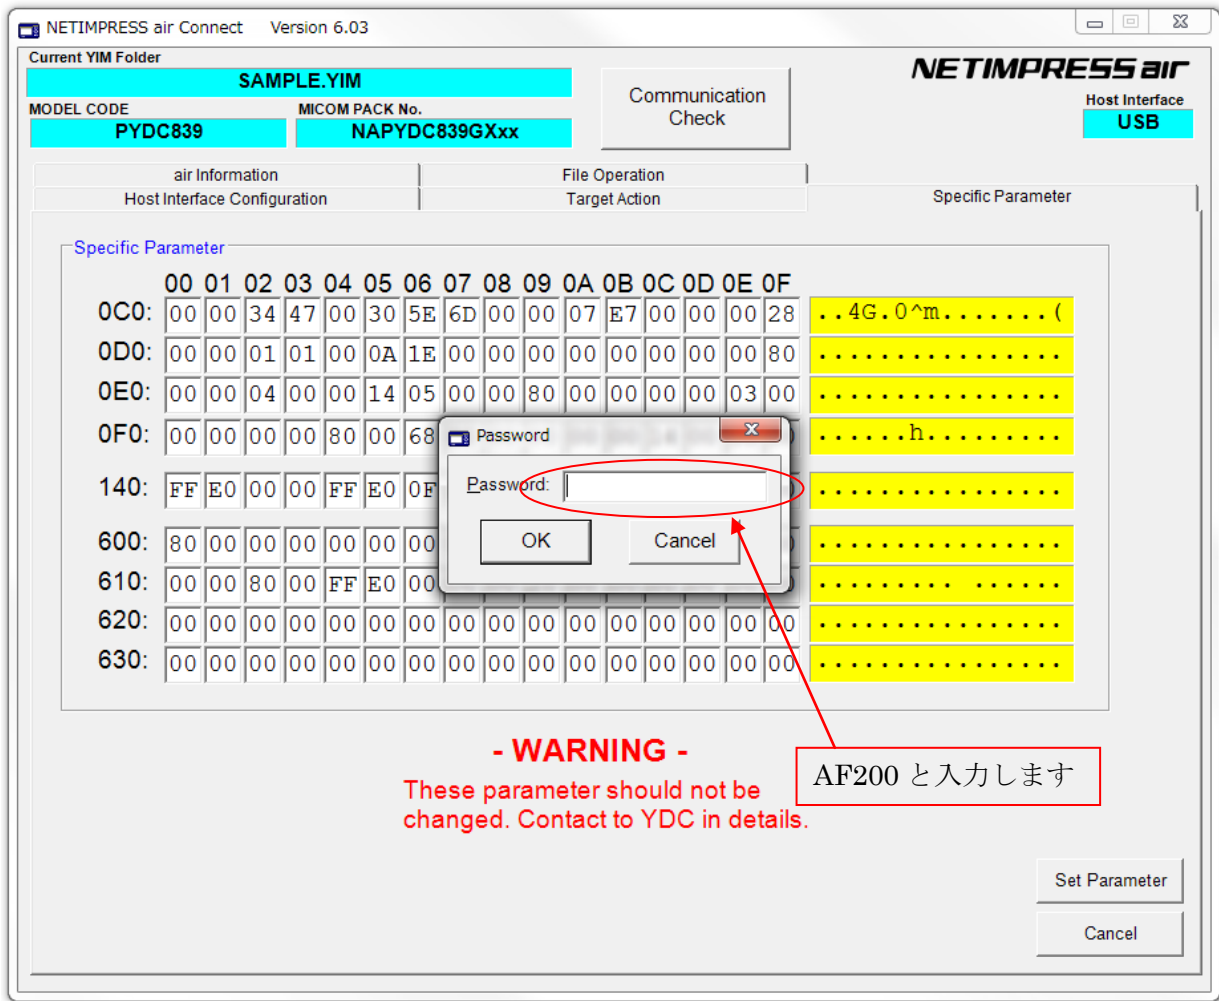 NETIMPRESS air Connect Version 6.03
Current YIM Folder
SAMPLE.YIM
MODEL CODE MICOM PACK No.
PYDC839 NAPYDC839GXxx
Communication
Check
NETIMPRESS air
Host Interface
USB
air Information File Operation
Host Interface Configuration Target Action Specific Parameter
Specific Parameter
00 01 02 03 04 05 06 07 08 09 0A 0B 0C 0D 0E 0F
0C0: 00 00 34 47 00 30 5E 6D 00 00 07 E7 00 00 00 28 ..4G.0^m.......(
0D0: 00 00 01 01 00 0A 1E 00 00 00 00 00 00 00 00 80 ................
0E0: 00 00 04 00 00 14 05 00 00 80 00 00 00 00 03 00 ................
0F0: 00 00 00 00 80 00 68 ......h.........
140: FF E0 00 00 FF E0 0F ................
600: 80 00 00 00 00 00 00 ................
610: 00 00 80 00 FF E0 00 ......... ......
620: 00 00 00 00 00 00 00 00 00 00 00 00 00 00 00 00 ................
630: 00 00 00 00 00 00 00 00 00 00 00 00 00 00 00 00 ................
Password
Password:
OK Cancel
- WARNING -
These parameter should not be
changed. Contact to YDC in details.
AF200 と入力します
Set Parameter
Cancel